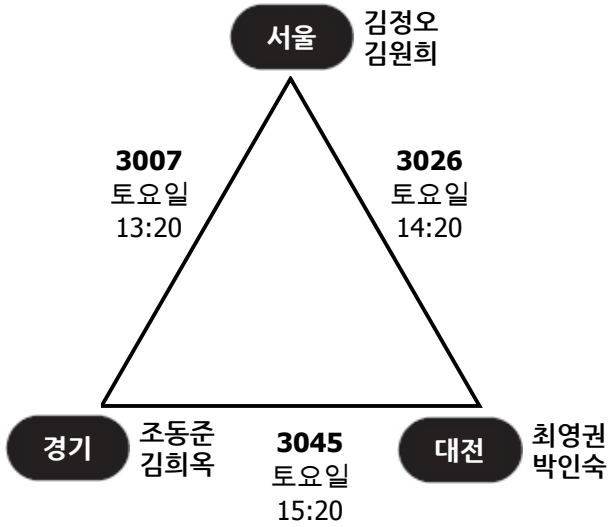 서울
김정오
김원희
3007
토요일
13:20
3026
토요일
14:20
경기
조동준
김희옥
3045
토요일
15:20
대전
최영권
박인숙